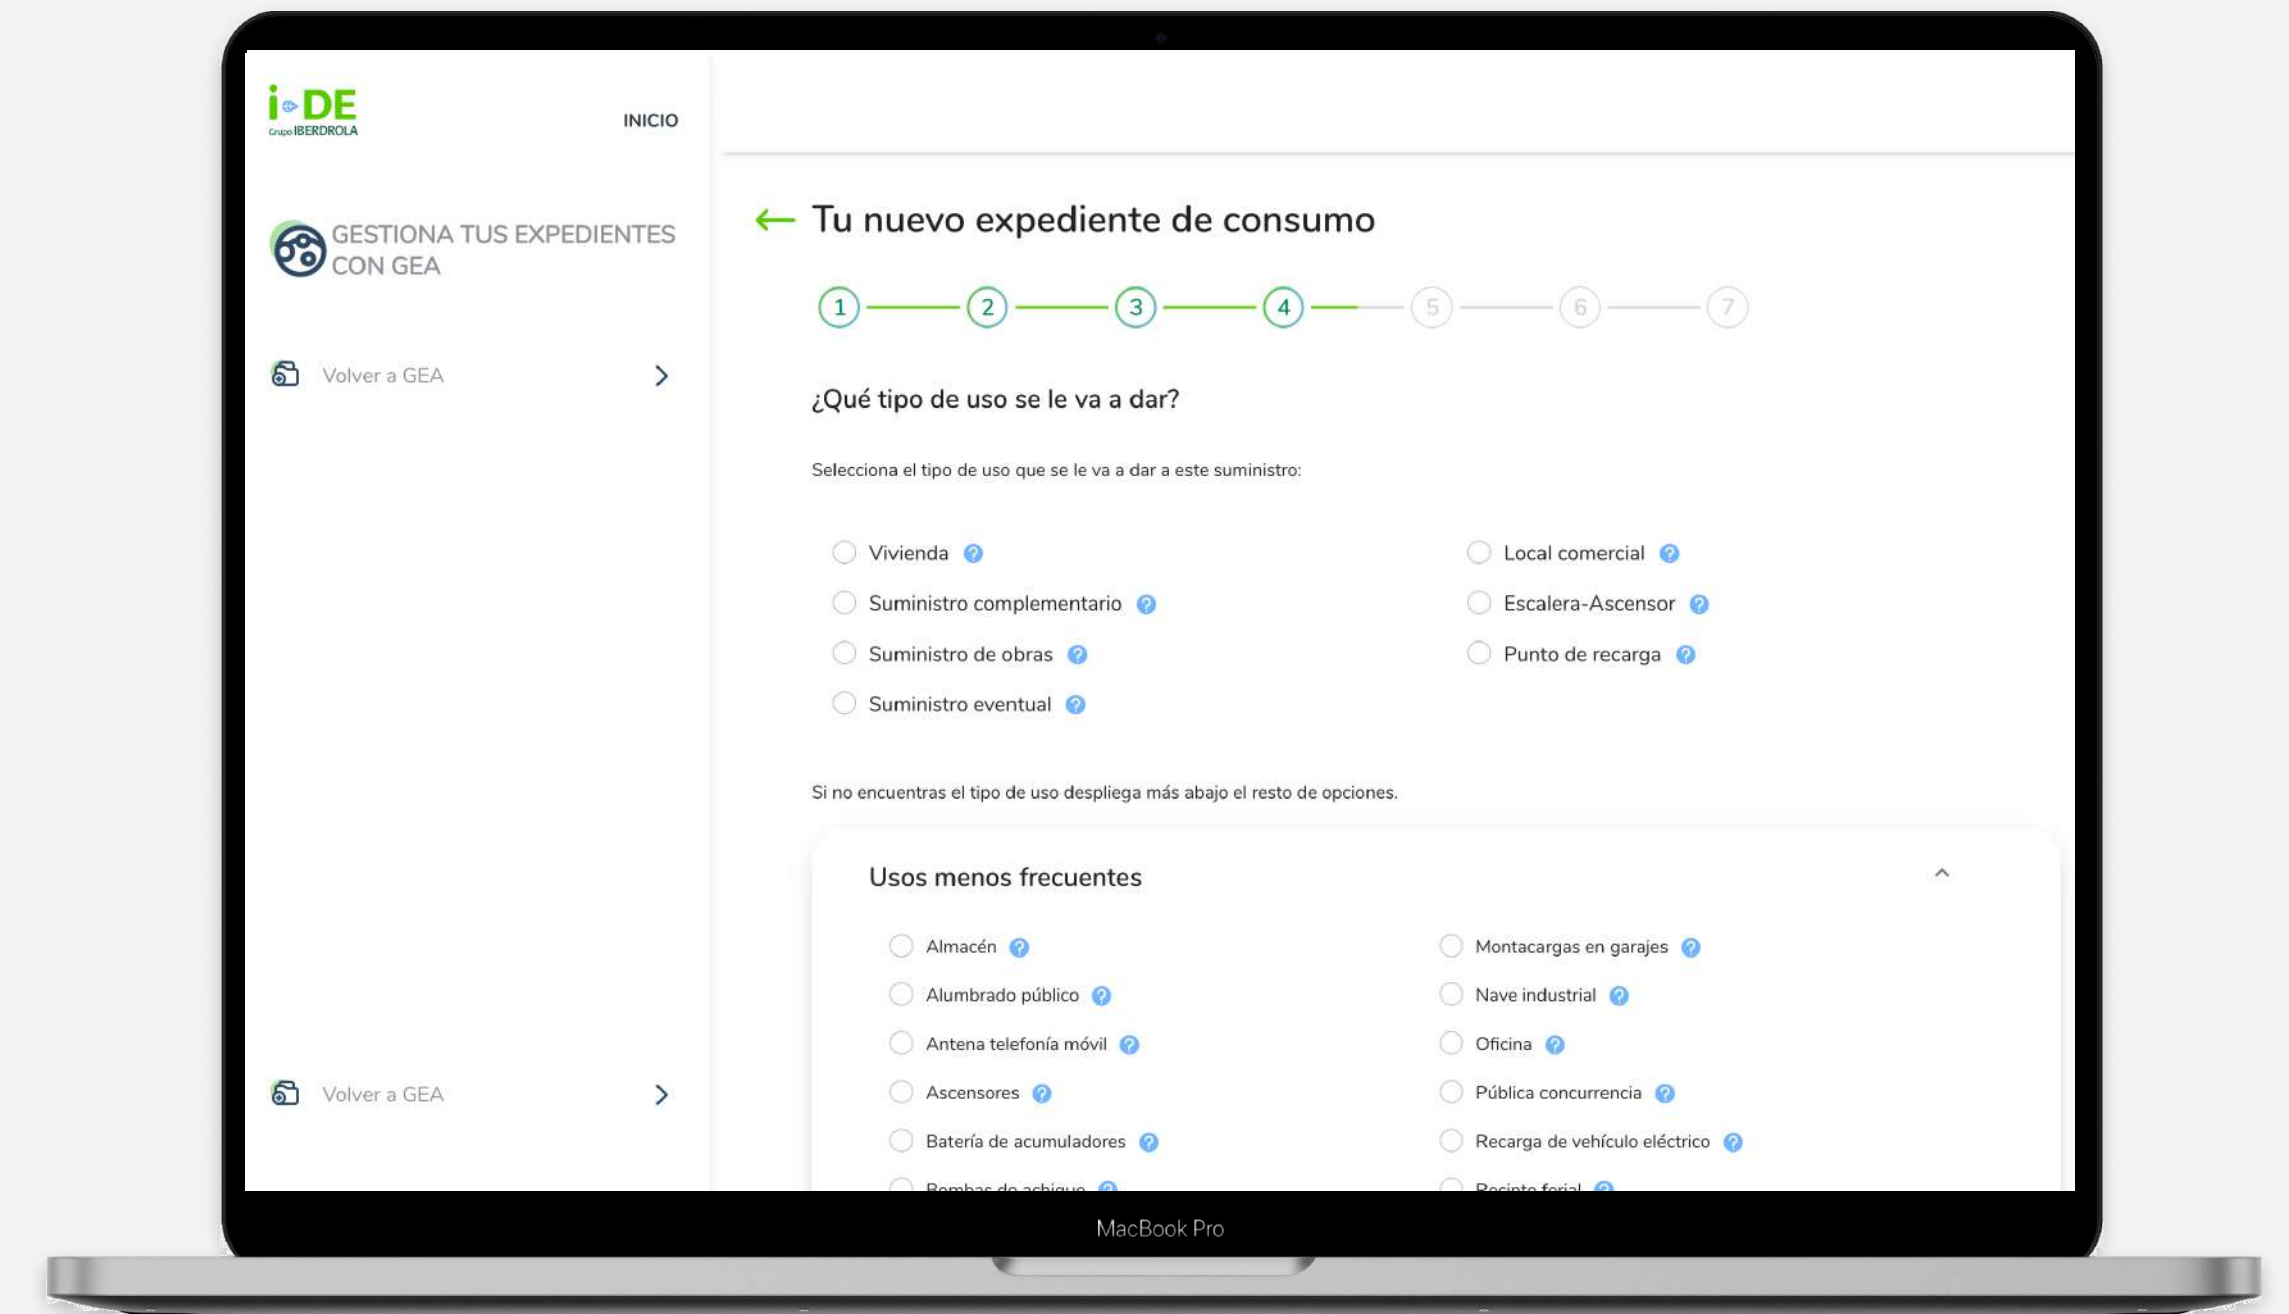 i-DE
Grupo IBERDROLA
INICIO
GESTIONA TUS EXPEDIENTES
CON GEA
Volver a GEA
Volver a GEA
Tu nuevo expediente de consumo
1 2 3 4 5 6 7
¿Qué tipo de uso se le va a dar?
Selecciona el tipo de uso que se le va a dar a este suministro:
Vivienda ?
Local comercial ?
Suministro complementario ?
Escalera-Ascensor ?
Suministro de obras ?
Punto de recarga ?
Suministro eventual ?
Si no encuentras el tipo de uso despliega más abajo el resto de opciones.
Usos menos frecuentes
Almacén ?
Montacargas en garajes ?
Alumbrado público ?
Nave industrial ?
Antena telefonía móvil ?
Oficina ?
Ascensores ?
Pública concurrencia ?
Batería de acumuladores ?
Recarga de vehículo eléctrico ?
Bombas de achique ?
Recinto ferial ?
MacBook Pro